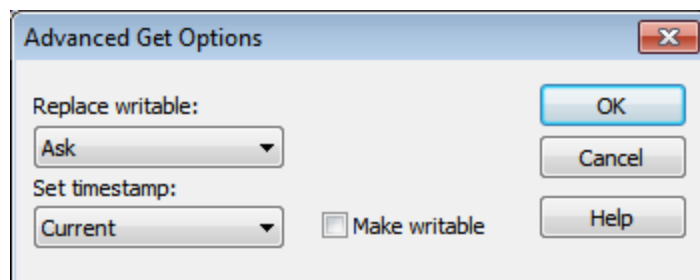 Advanced Get Options
Replace writable:
OK
Ask
Cancel
Set timestamp:
Current
Make writable
Help